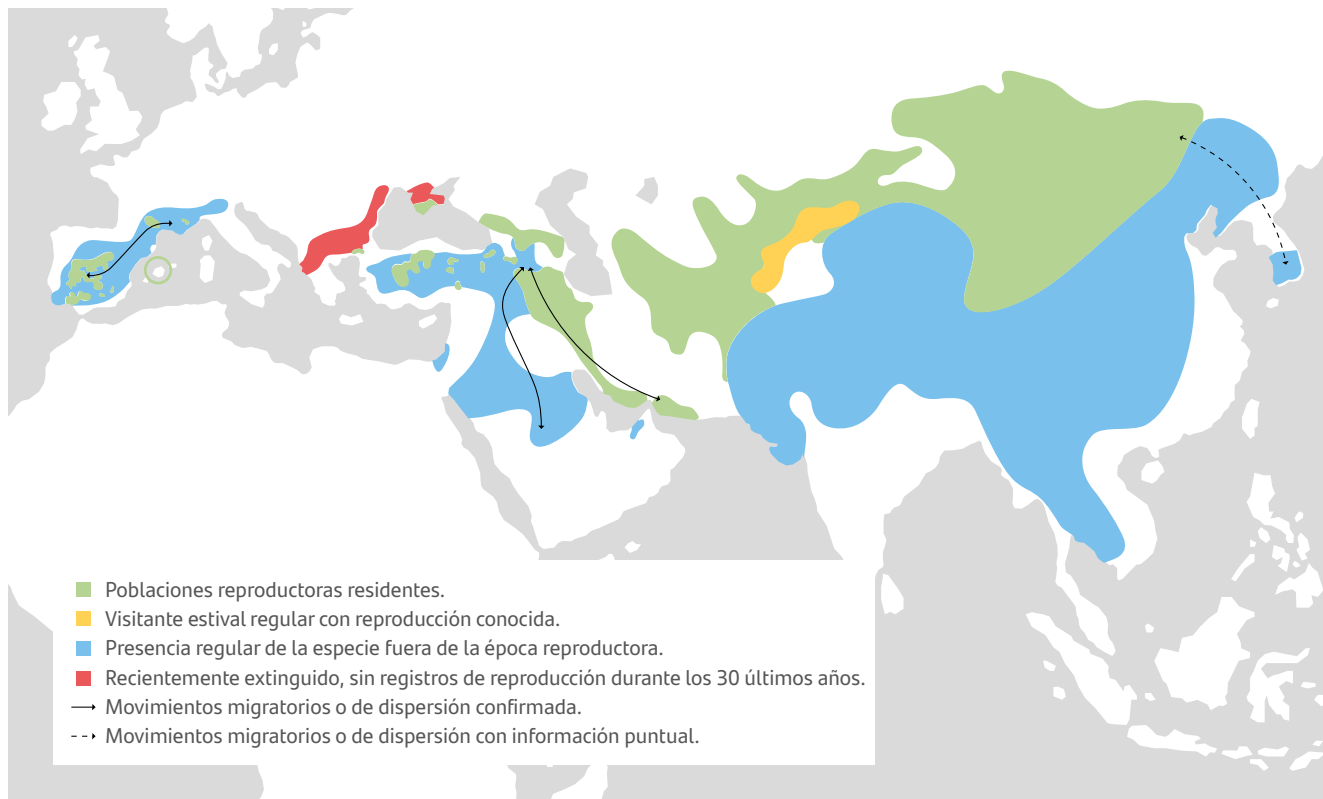 Poblaciones reproductoras residentes.
Visitante estival regular con reproducción conocida.
Presencia regular de la especie fuera de la época reproductora.
Recientemente extinguido, sin registros de reproducción durante los 30 últimos años.
Movimientos migratorios o de dispersión confirmada.
Movimientos migratorios o de dispersión con información puntual.